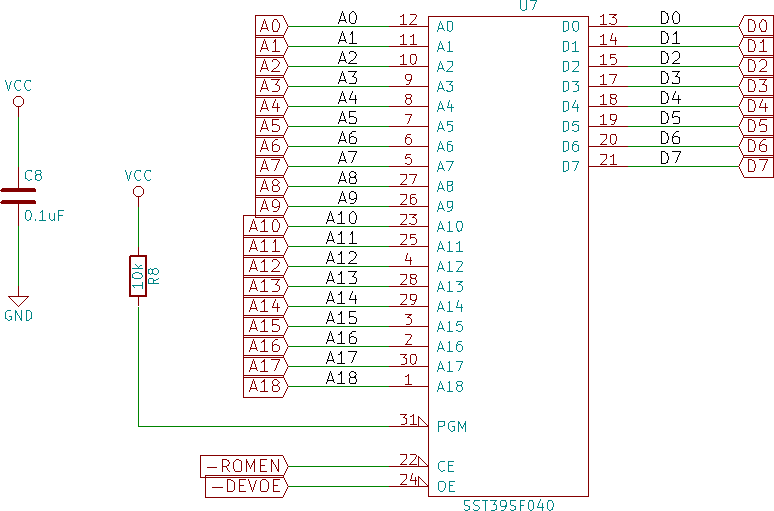 U7
A0 A0 12 A0 D0 13 D0 D0
A1 A1 11 A1 D1 14 D1 D1
A2 A2 10 A2 D2 15 D2 D2
A3 A3 9 A3 D3 17 D3 D3
A4 A4 8 A4 D4 18 D4 D4
A5 A5 7 A5 D5 19 D5 D5
A6 A6 6 A6 D6 20 D6 D6
A7 A7 5 A7 D7 21 D7 D7
A8 A8 27 A8
A9 A9 26 A9
A10 A10 23 A10
A11 A11 25 A11
A12 A12 4 A12
A13 A13 28 A13
A14 A14 29 A14
A15 A15 3 A15
A16 A16 2 A16
A17 A17 30 A17
A18 A18 1 A18
31 PGM
-ROMEN 22 CE
-DEVOE 24 OE
SST39SF040
VCC
C8
0.1uF
GND
VCC
10k
R8